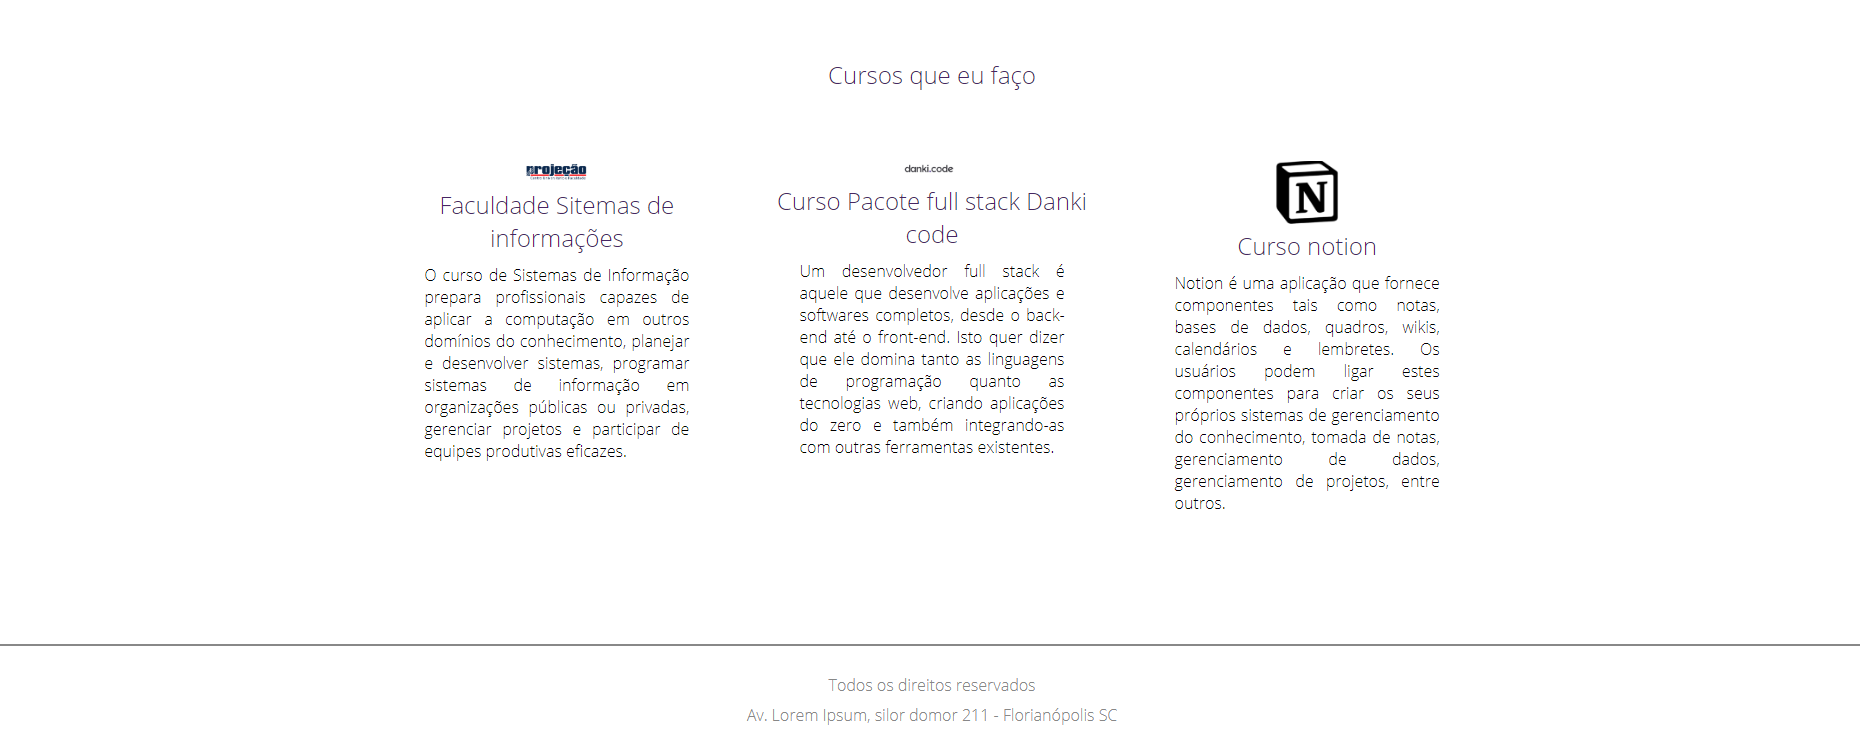 Cursos que eu faço
projeção
Faculdade Sitemas de
informações
O curso de Sistemas de Informação
prepara profissionais capazes de
aplicar a computação em outros
domínios do conhecimento, planejar
e desenvolver sistemas, programar
sistemas de informação em
organizações públicas ou privadas,
gerenciar projetos e participar de
equipes produtivas eficazes.
danki.code
Curso Pacote full stack Danki
code
Um desenvolvedor full stack é
aquele que desenvolve aplicações e
softwares completos, desde o back-
end até o front-end. Isto quer dizer
que ele domina tanto as linguagens
de programação quanto as
tecnologias web, criando aplicações
do zero e também integrando-as
com outras ferramentas existentes.
N
Curso notion
Notion é uma aplicação que fornece
componentes tais como notas,
bases de dados, quadros, wikis,
calendários e lembretes. Os
usuários podem ligar estes
componentes para criar os seus
próprios sistemas de gerenciamento
do conhecimento, tomada de notas,
gerenciamento de dados,
gerenciamento de projetos, entre
outros.
Todos os direitos reservados
Av. Lorem Ipsum, silor domor 211 - Florianópolis SC